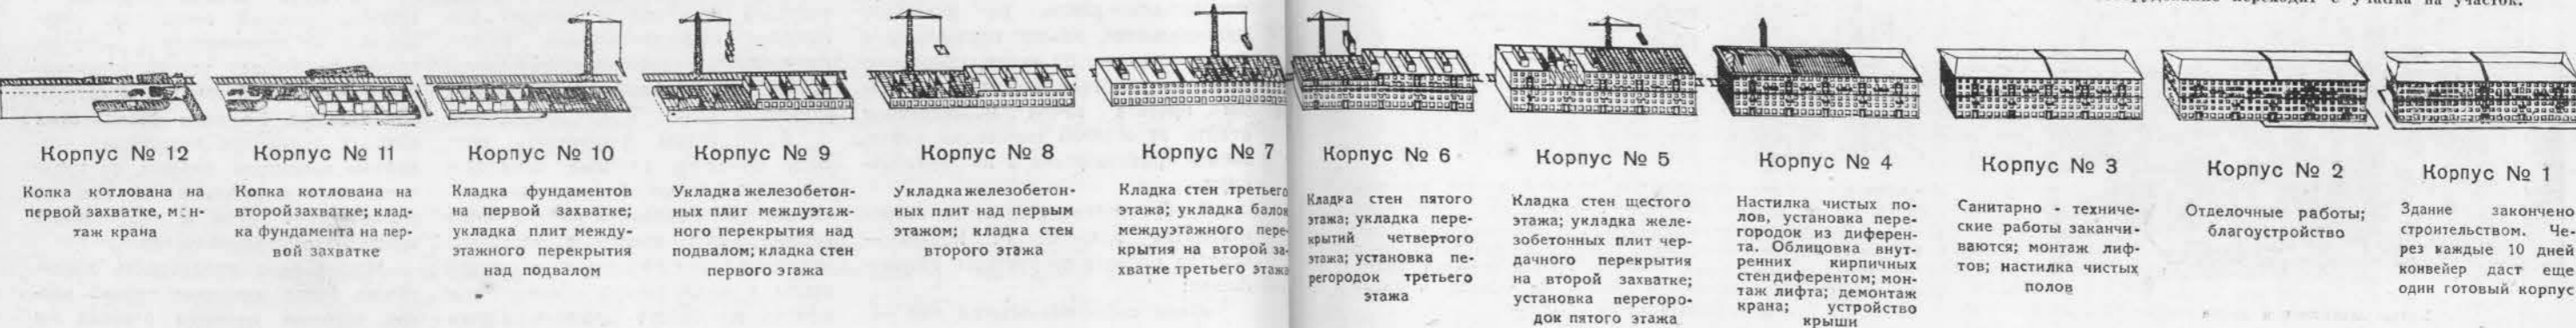 переходит с участка на участок.
Корпус № 12
Копка котлована на
первой захватке, мон-
таж крана
Корпус № 11
Копка котлована на
второй захватке; клад-
ка фундамента на пер-
вой захватке
Корпус № 10
Кладка фундаментов
на первой захватке;
укладка плит между-
этажного перекрытия
над подвалом
Корпус № 9
Укладка железобетон-
ных плит междуэтаж-
ного перекрытия над
подвалом; кладка стен
первого этажа
Корпус № 8
Укладка железобетон-
ных плит над первым
этажом; кладка стен
второго этажа
Корпус № 7
Кладка стен третьего
этажа; укладка балок
междуэтажного пере-
крытия на второй за-
хватке третьего этажа
Корпус № 6
Кладка стен пятого
этажа; укладка пере-
крытий четвертого
этажа; установка пе-
регородок третьего
этажа
Корпус № 5
Кладка стен шестого
этажа; укладка желе-
зобетонных плит чер-
дачного перекрытия
на второй захватке;
установка перегоро-
док пятого этажа
Корпус № 4
Настилка чистых по-
лов, установка пере-
городок из диферен-
та. Облицовка внут-
ренних кирпичных
стен диферентом; мон-
таж лифта; демонтаж
крана; устройство
крыши
Корпус № 3
Санитарно - техниче-
ские работы заканчи-
ваются; монтаж лиф-
тов; настилка чистых
полов
Корпус № 2
Отделочные работы;
благоустройство
Корпус № 1
Здание закончено
строительством. Че-
рез каждые 10 дней
конвейер даст еще
один готовый корпус